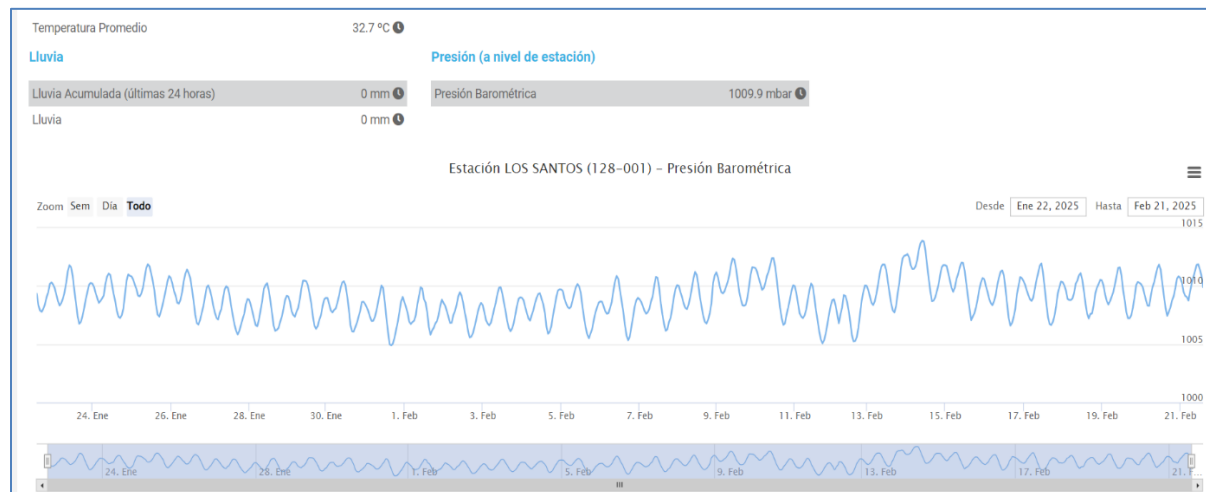 Temperatura Promedio 32.7 ºC
Lluvia Presión (a nivel de estación)
Lluvia Acumulada (últimas 24 horas) 0 mm Presión Barométrica 1009.9 mbar
Lluvia 0 mm
Estación LOS SANTOS (128-001) - Presión Barométrica
Zoom Sem Día Todo Desde Ene 22, 2025 Hasta Feb 21, 2025
1015
1010
1005
1000
24. Ene 26. Ene 28. Ene 30. Ene 1. Feb 3. Feb 5. Feb 7. Feb 9. Feb 11. Feb 13. Feb 15. Feb 17. Feb 19. Feb 21. Feb
24. Ene 28. Ene 1. Feb 5. Feb 9. Feb 13. Feb 17. Feb 21. F…